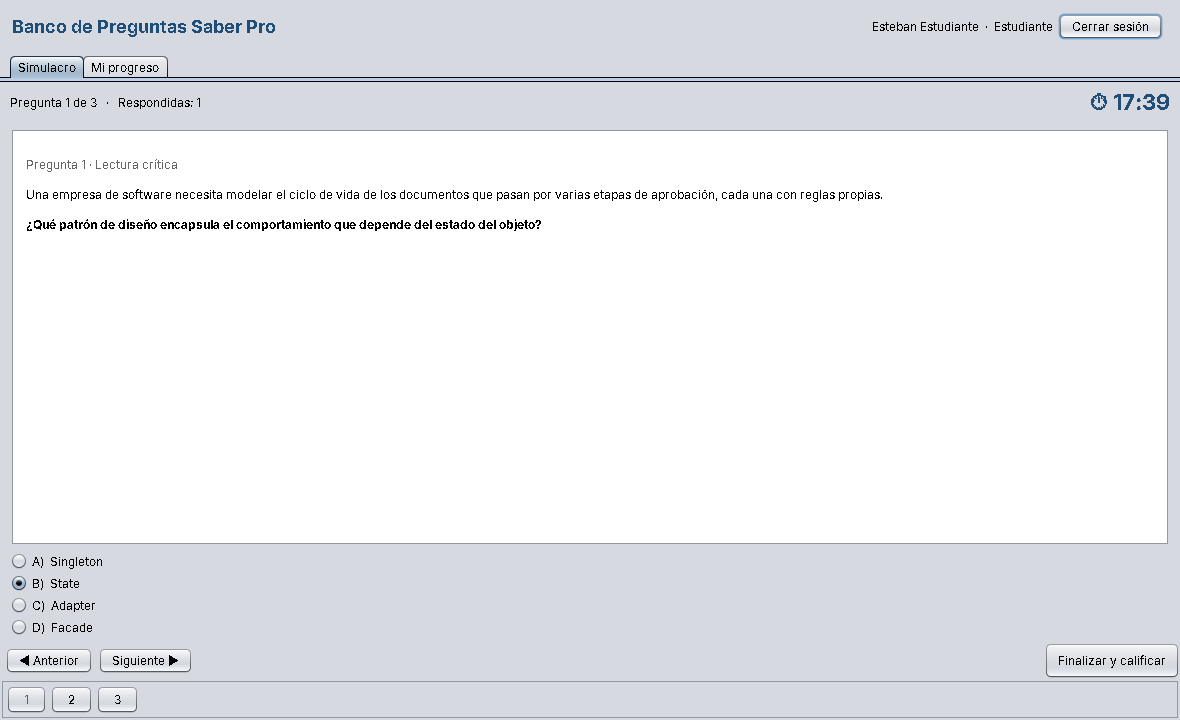 Banco de Preguntas Saber Pro
Esteban Estudiante · Estudiante
Cerrar sesión
Simulacro
Mi progreso
Pregunta 1 de 3 · Respondidas: 1
⏱ 17:39
Pregunta 1 · Lectura crítica
Una empresa de software necesita modelar el ciclo de vida de los documentos que pasan por varias etapas de aprobación, cada una con reglas propias.
¿Qué patrón de diseño encapsula el comportamiento que depende del estado del objeto?
A) Singleton
B) State
C) Adapter
D) Facade
◀ Anterior
Siguiente ▶
Finalizar y calificar
1
2
3